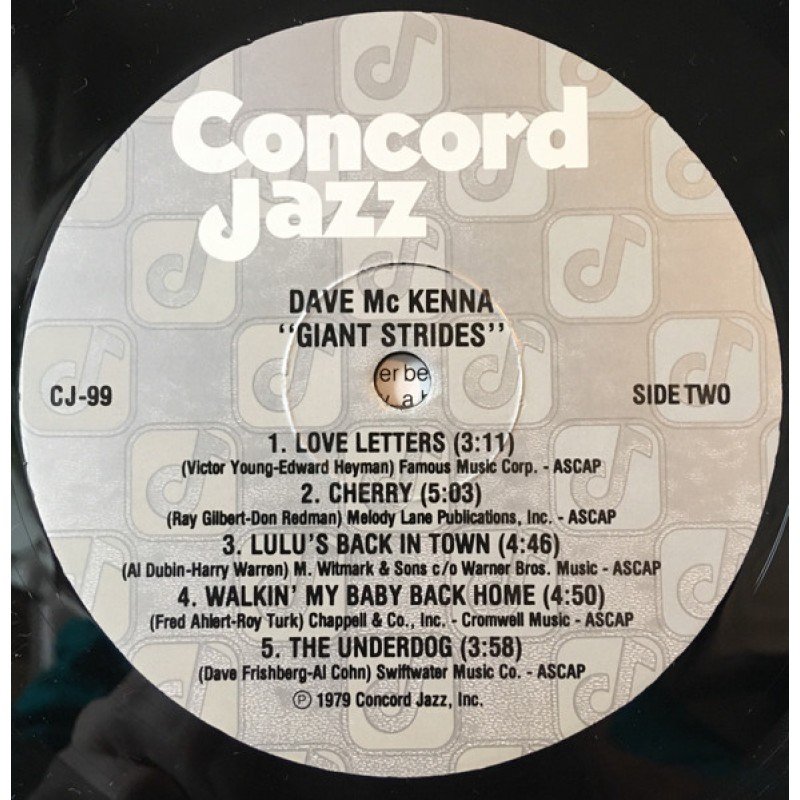 Concord
Jazz
DAVE Mc KENNA
"GIANT STRIDES"
er be
CJ-99
SIDE TWO
1. LOVE LETTERS (3:11)
(Victor Young-Edward Heyman) Famous Music Corp. - ASCAP
2. CHERRY (5:03)
(Ray Gilbert-Don Redman) Melody Lane Publications, Inc. - ASCAP
3. LULU'S BACK IN TOWN (4:46)
(Al Dubin-Harry Warren) M. Witmark & Sons c/o Warner Bros. Music - ASCAP
4. WALKIN' MY BABY BACK HOME (4:50)
(Fred Ahlert-Roy Turk) Chappell & Co., Inc. - Cromwell Music - ASCAP
5. THE UNDERDOG (3:58)
(Dave Frishberg-Al Cohn) Swiftwater Music Co. - ASCAP
Ⓟ 1979 Concord Jazz, Inc.